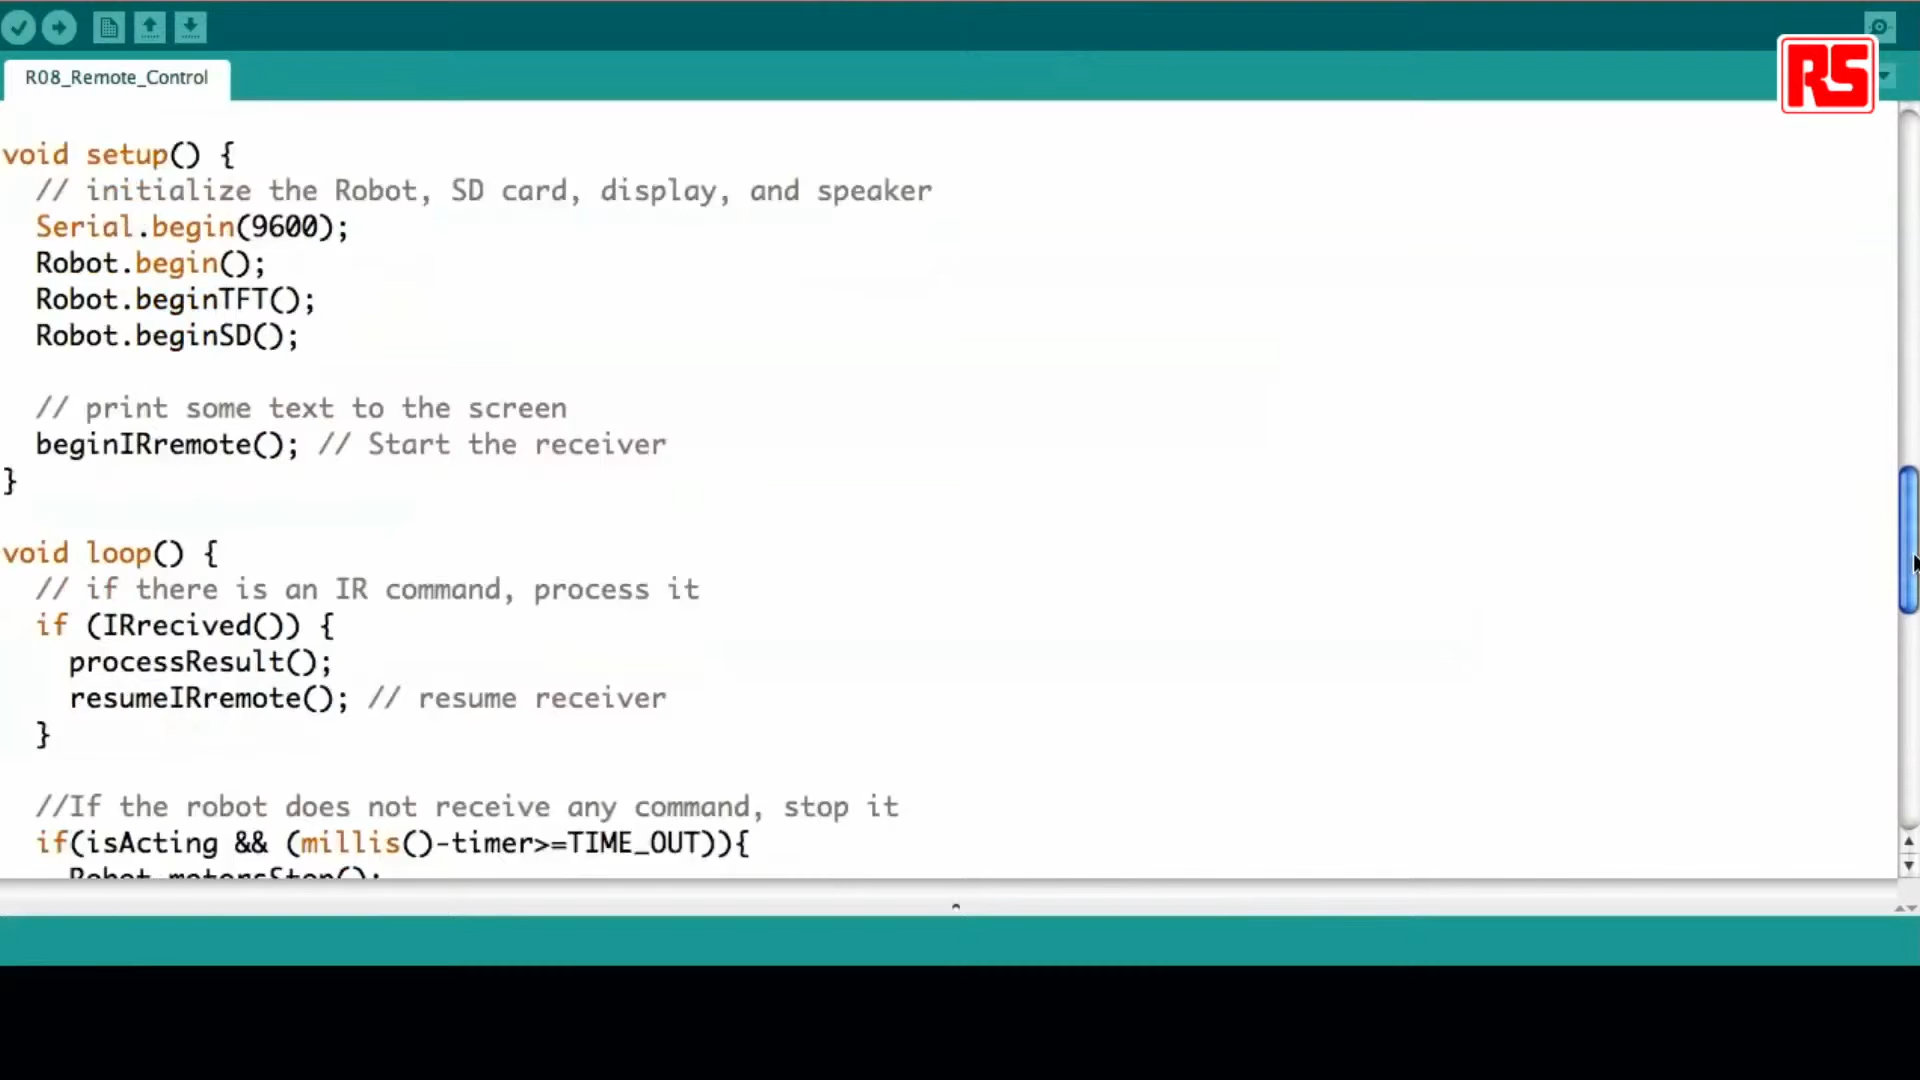 RS
R08_Remote_Control
void setup() {
// initialize the Robot, SD card, display, and speaker
Serial.begin(9600);
Robot.begin();
Robot.beginTFT();
Robot.beginSD();
// print some text to the screen
beginIRremote(); // Start the receiver
}
void loop() {
// if there is an IR command, process it
if (IRrecived()) {
processResult();
resumeIRremote(); // resume receiver
}
//If the robot does not receive any command, stop it
if(isActing && (millis()-timer>=TIME_OUT)){
Robot.motorsStop();